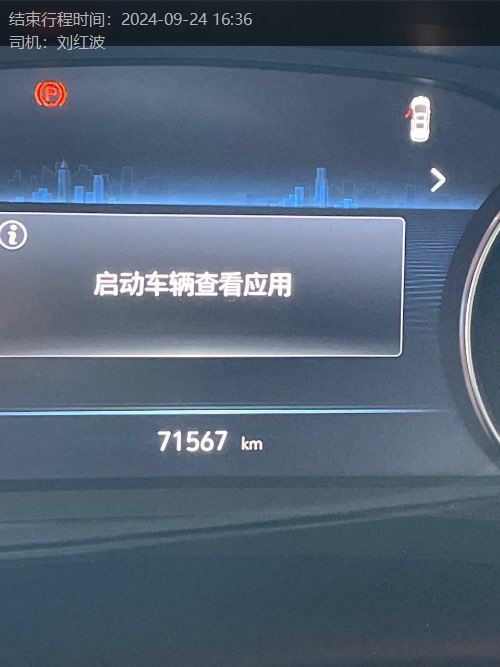 结束行程时间：2024-09-24 16:36
司机：刘红波
P
i
启动车辆查看应用
71567 km